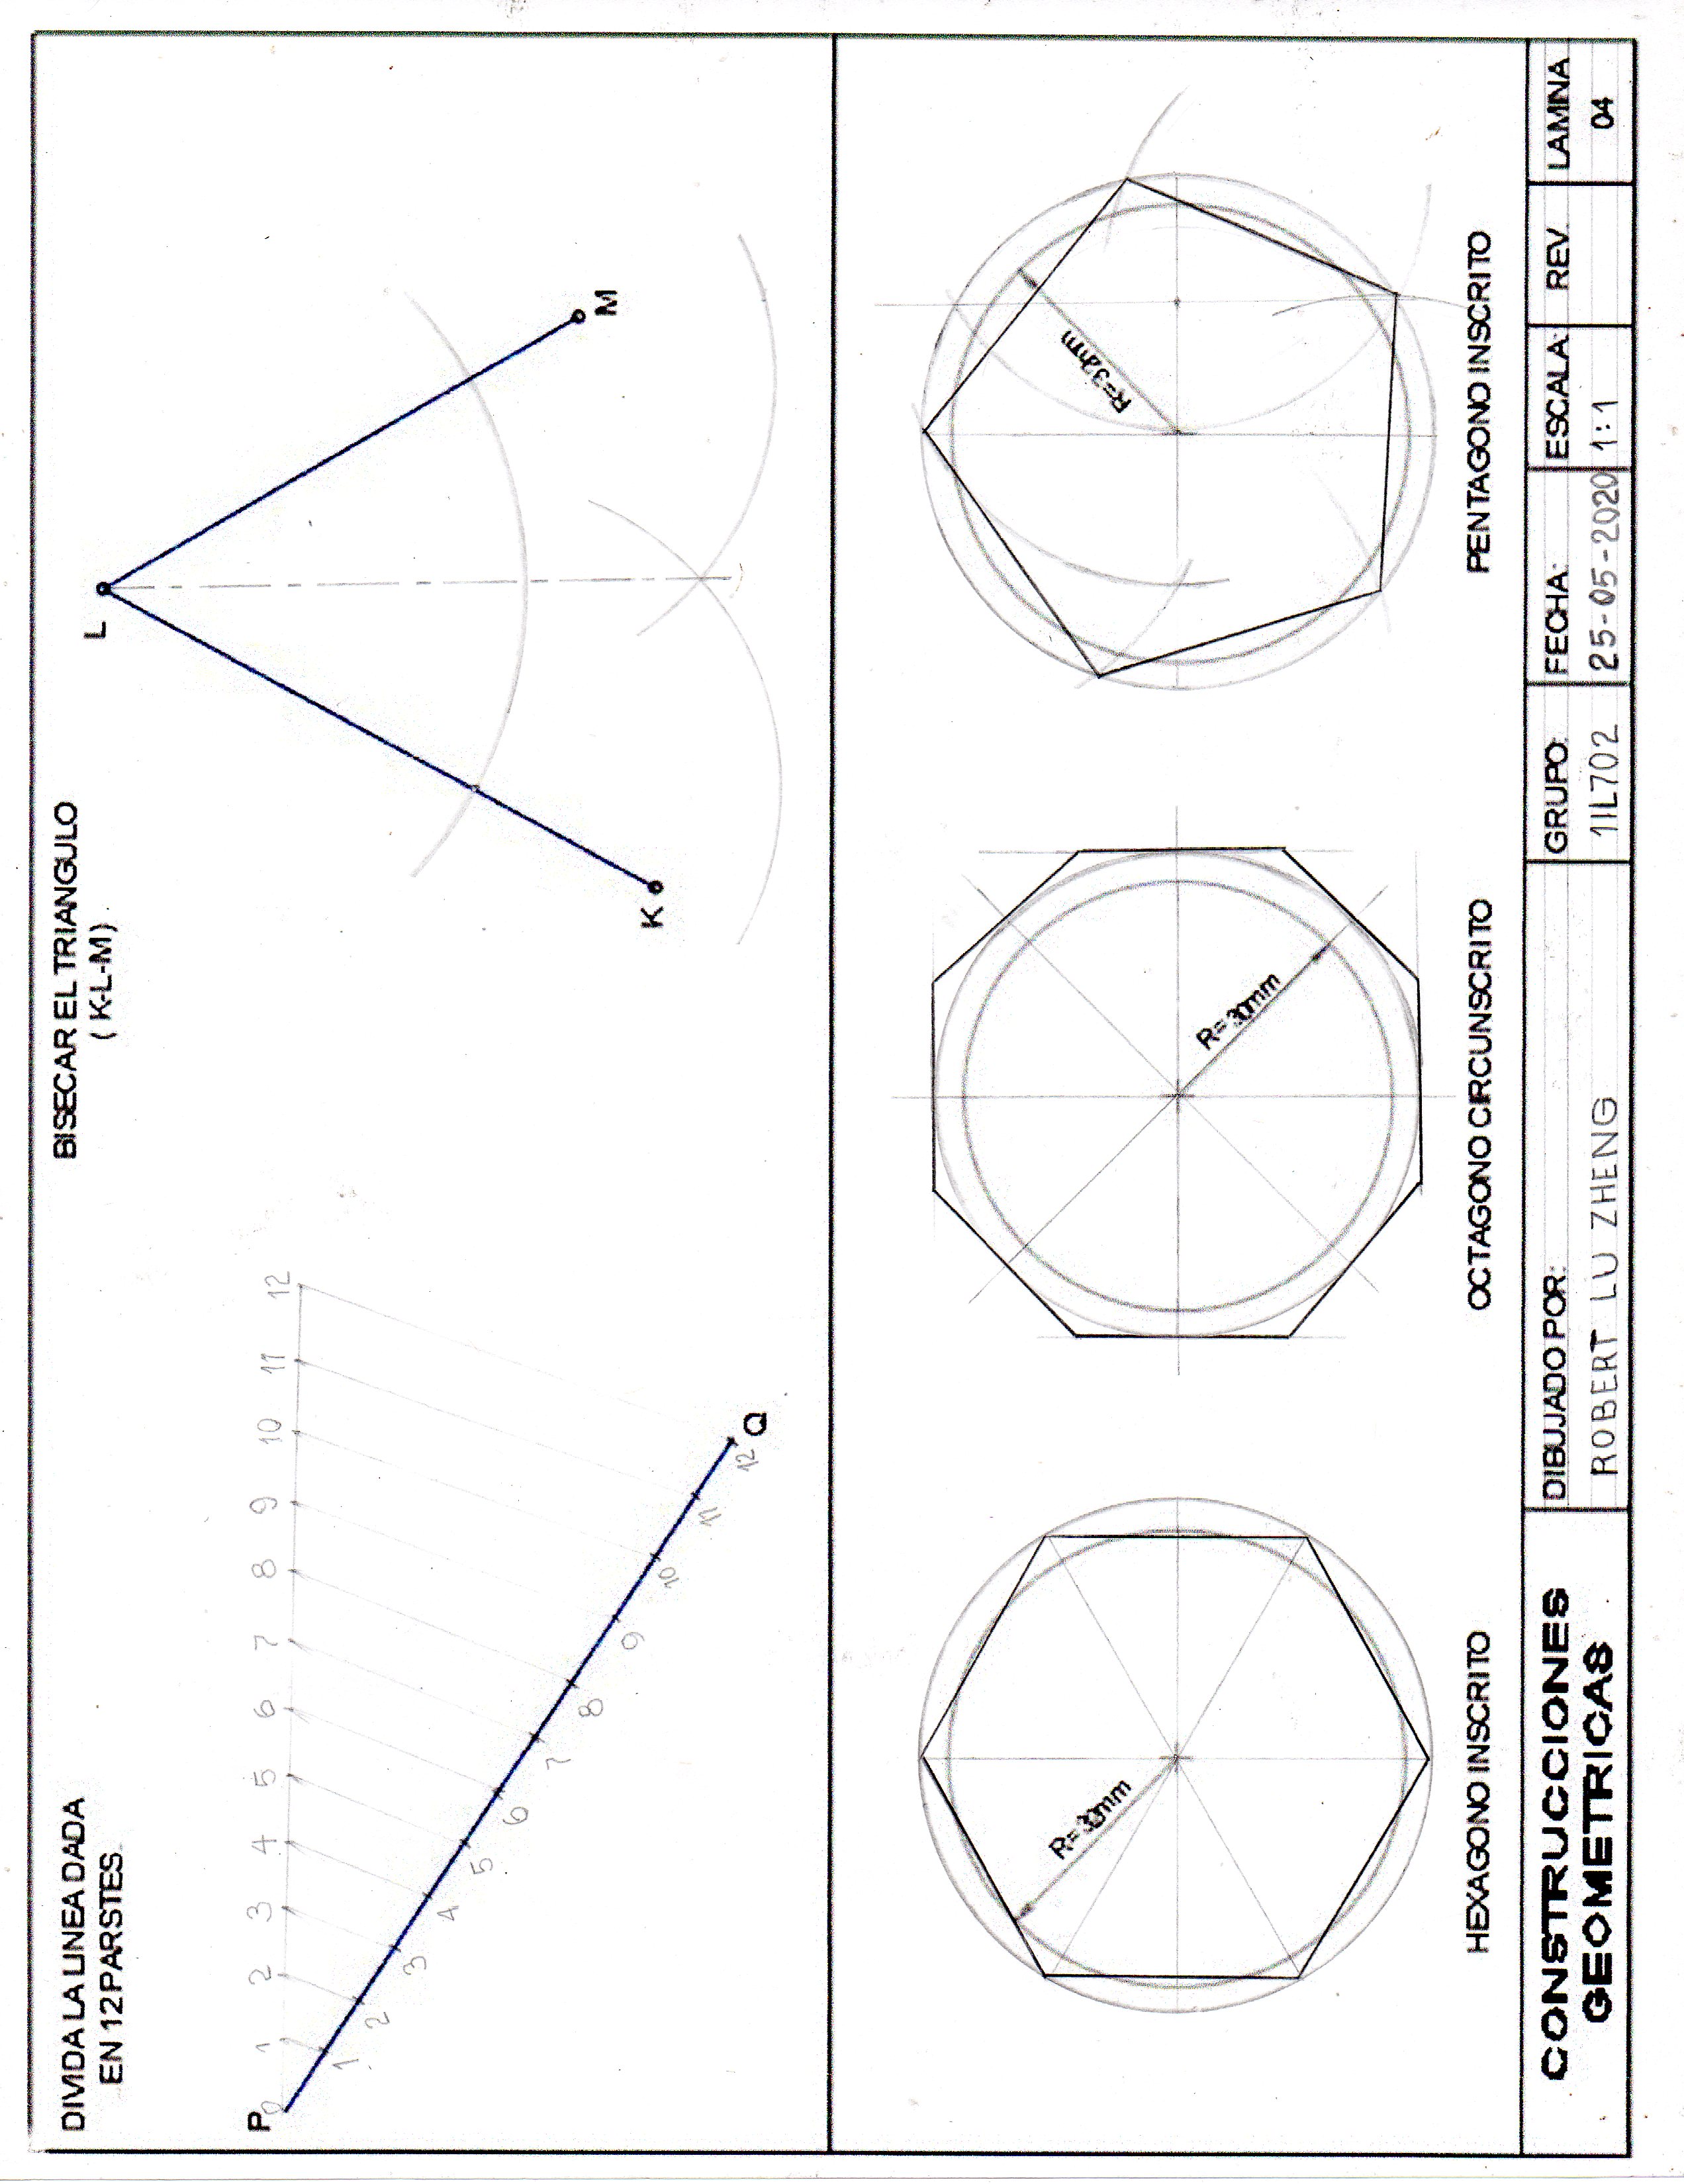 DIVIDA LA LINEA DADA
EN 12 PARSTES.
BISECAR EL TRIANGULO
( K-L-M)
P
0 1 2 3 4 5 6 7 8 9 10 11 12
1 2 3 4 5 6 7 8 9 10 11 12
Q
L
K
M
R=
mm
HEXAGONO INSCRITO
R=30mm
OCTAGONO CIRCUNSCRITO
R=32mm
PENTAGONO INSCRITO
CONSTRUCCIONES
GEOMETRICAS
DIBUJADO POR:
ROBERT LU ZHENG
GRUPO:
1IL702
FECHA:
25-05-2020
ESCALA:
1:1
REV.
LAMINA
04